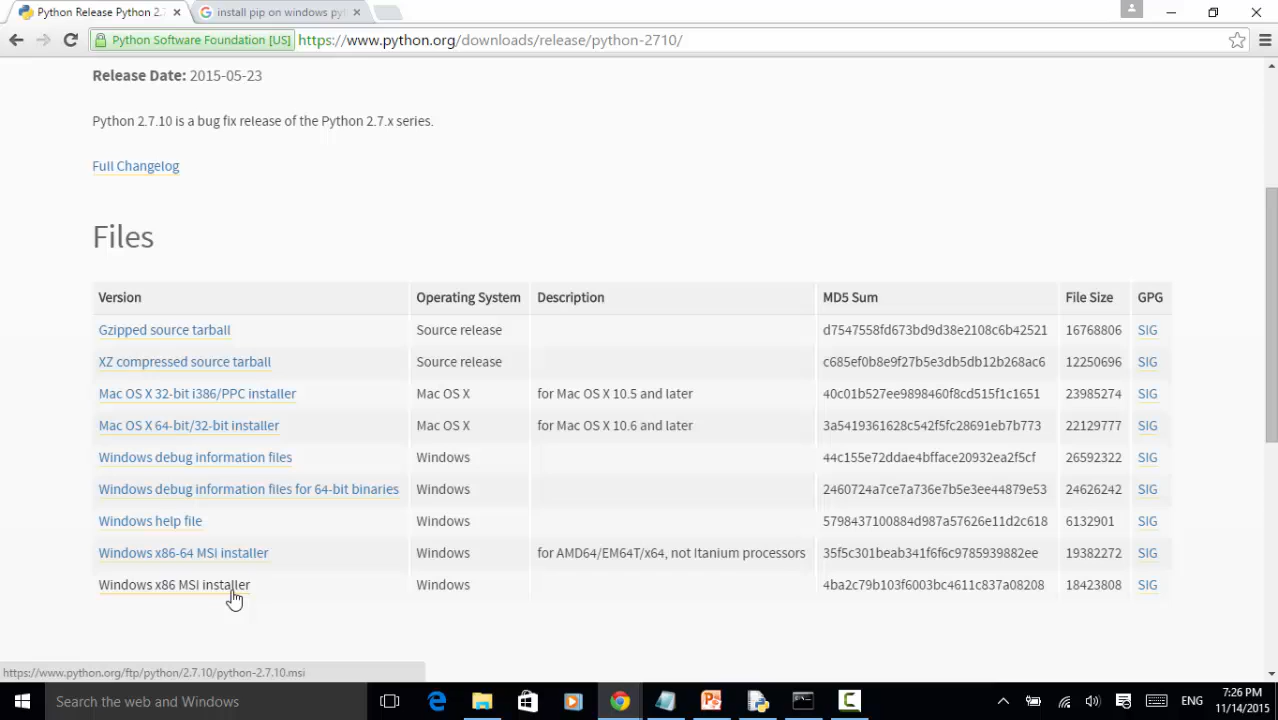 Python Release Python 2.7
install pip on windows pyt
Python Software Foundation [US]
https://www.python.org/downloads/release/python-2710/
Release Date: 2015-05-23
Python 2.7.10 is a bug fix release of the Python 2.7.x series.
Full Changelog
Files
Version Operating System Description MD5 Sum File Size GPG
Gzipped source tarball Source release d7547558fd673bd9d38e2108c6b42521 16768806 SIG
XZ compressed source tarball Source release c685ef0b8e9f27b5e3db5db12b268ac6 12250696 SIG
Mac OS X 32-bit i386/PPC installer Mac OS X for Mac OS X 10.5 and later 40c01b527ee9898460f8cd515f1c1651 23985274 SIG
Mac OS X 64-bit/32-bit installer Mac OS X for Mac OS X 10.6 and later 3a5419361628c542f5fc28691eb7b773 22129777 SIG
Windows debug information files Windows 44c155e72ddae4bfface20932ea2f5cf 26592322 SIG
Windows debug information files for 64-bit binaries Windows 2460724a7ce7a736e7b5e3ee44879e53 24626242 SIG
Windows help file Windows 5798437100884d987a57626e11d2c618 6132901 SIG
Windows x86-64 MSI installer Windows for AMD64/EM64T/x64, not Itanium processors 35f5c301beab341f6f6c9785939882ee 19382272 SIG
Windows x86 MSI installer Windows 4ba2c79b103f6003bc4611c837a08208 18423808 SIG
https://www.python.org/ftp/python/2.7.10/python-2.7.10.msi
Search the web and Windows
ENG
7:26 PM
11/14/2015